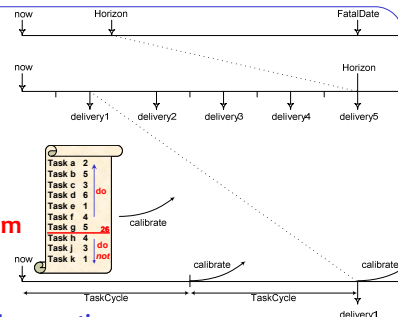 now Horizon FatalDate
now Horizon
delivery1 delivery2 delivery3 delivery4 delivery5
Task a 2
Task b 5
Task c 3
Task d 6
Task e 1
Task f 4
Task g 5 26
Task h 4
Task j 3
Task k 1
do
do
not
calibrate
m
now calibrate calibrate
TaskCycle TaskCycle
delivery1